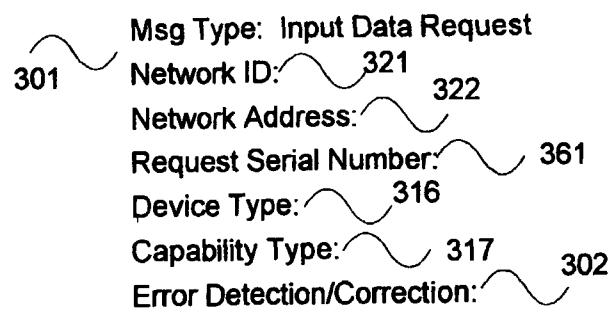 Msg Type: Input Data Request
301
Network ID: 321
Network Address: 322
Request Serial Number: 361
Device Type: 316
Capability Type: 317
Error Detection/Correction: 302